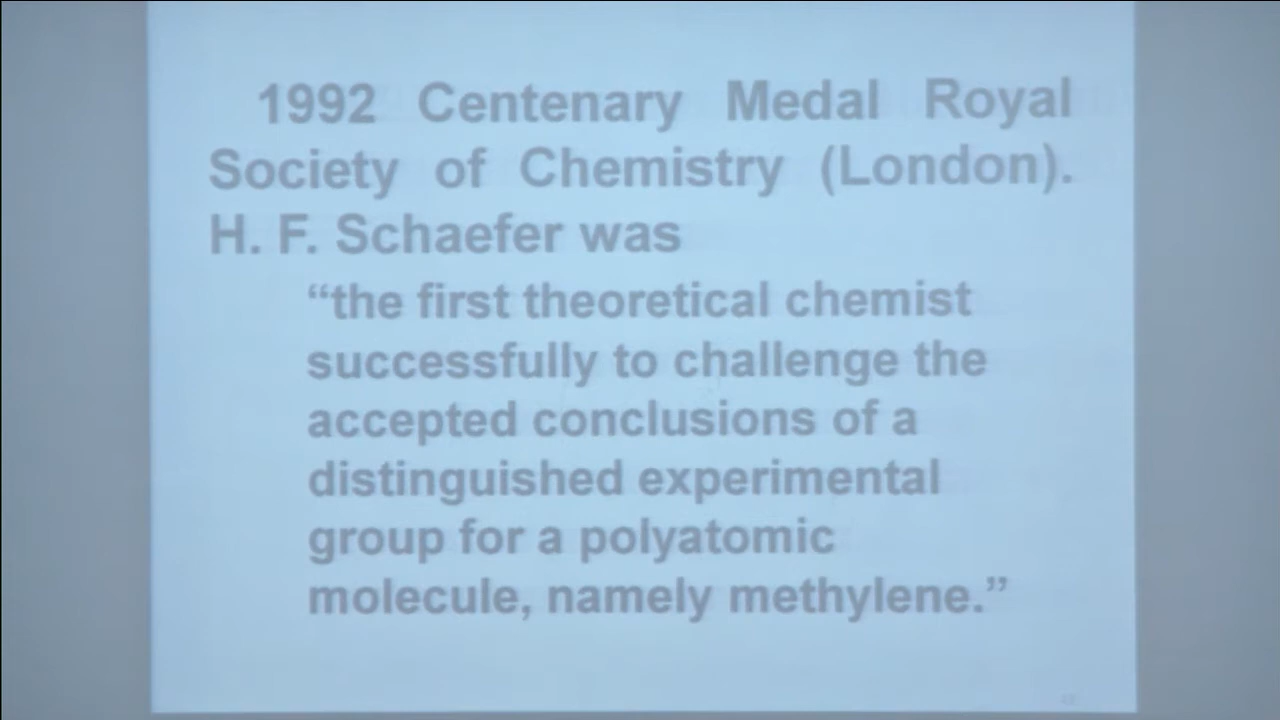 1992 Centenary Medal Royal
Society of Chemistry (London).
H. F. Schaefer was
“the first theoretical chemist
successfully to challenge the
accepted conclusions of a
distinguished experimental
group for a polyatomic
molecule, namely methylene.”